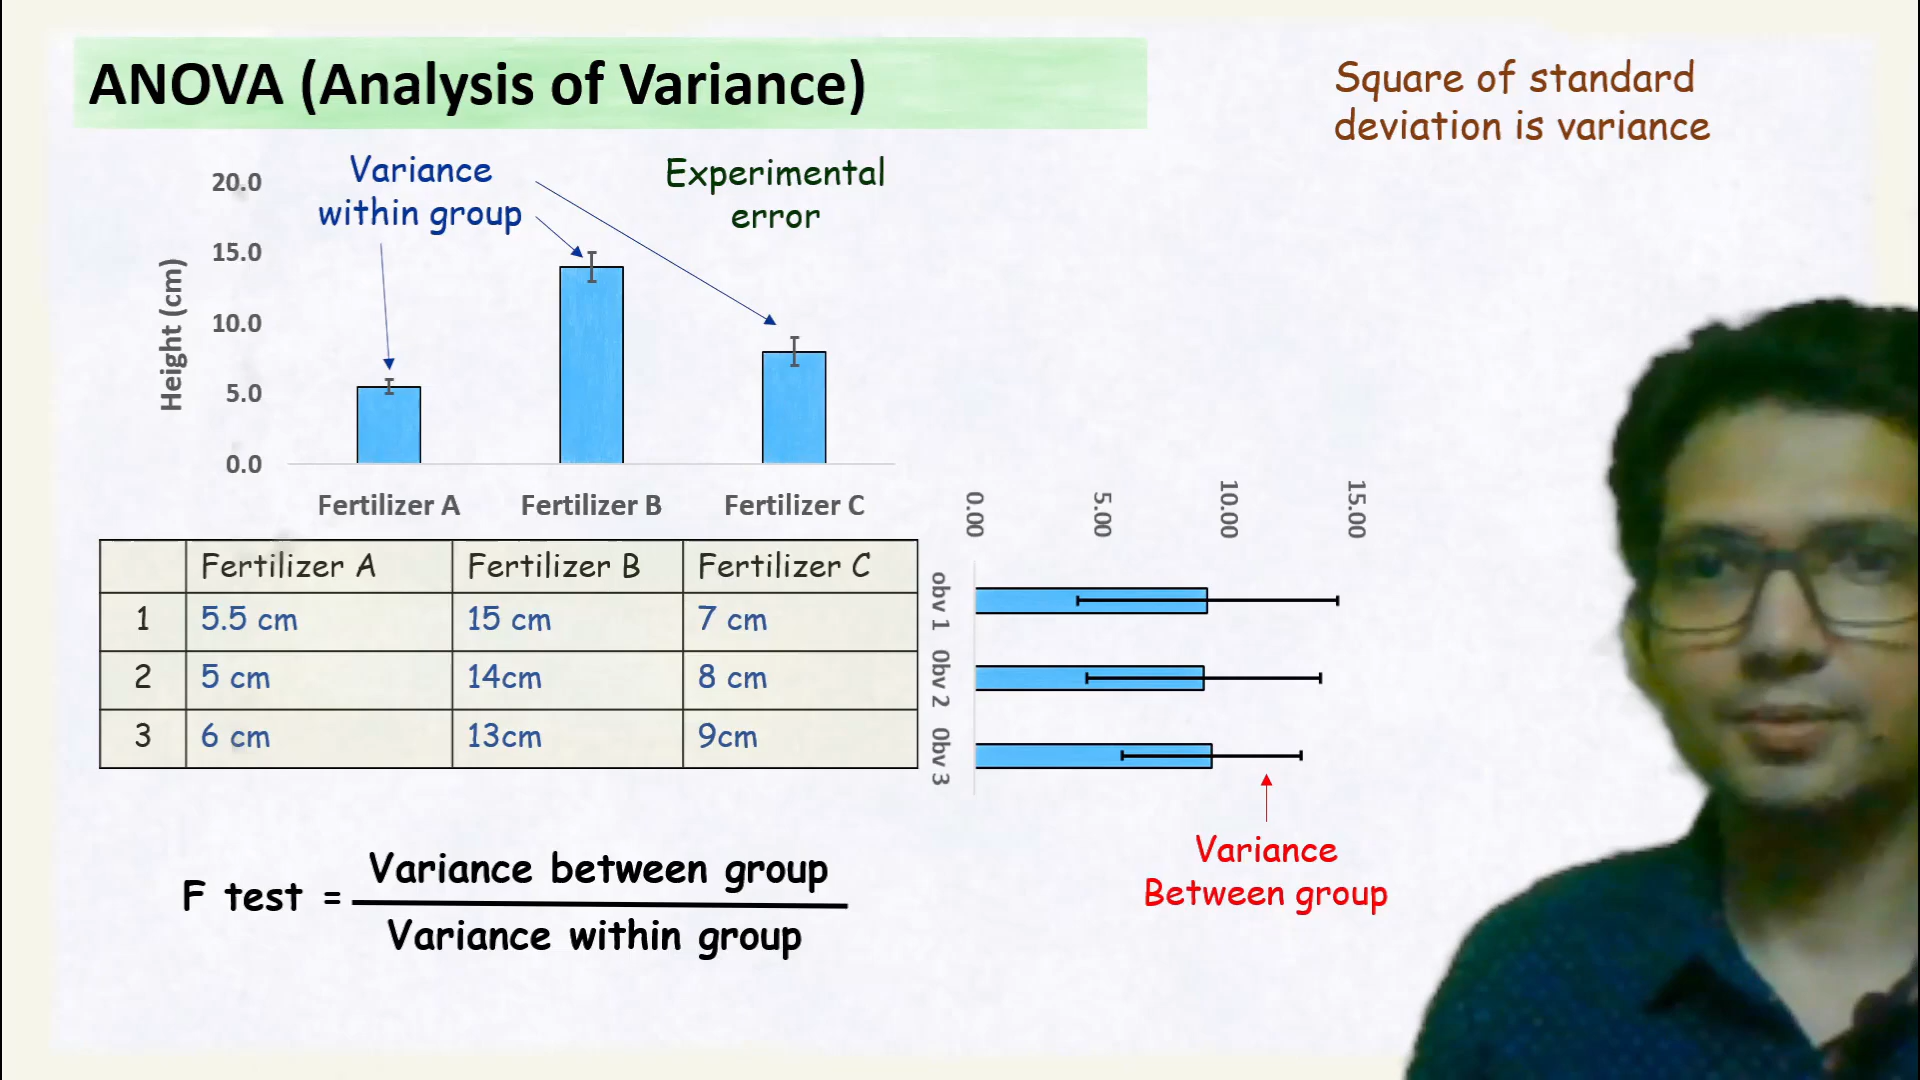 ANOVA (Analysis of Variance)
Square of standard
deviation is variance
Variance
within group
Experimental
error
Height (cm)
20.0
15.0
10.0
5.0
0.0
Fertilizer A Fertilizer B Fertilizer C
Fertilizer A Fertilizer B Fertilizer C
1 5.5 cm 15 cm 7 cm
2 5 cm 14cm 8 cm
3 6 cm 13cm 9cm
0.00 5.00 10.00 15.00
obv 1
0bv 2
0bv 3
Variance
Between group
F test = Variance between group
Variance within group